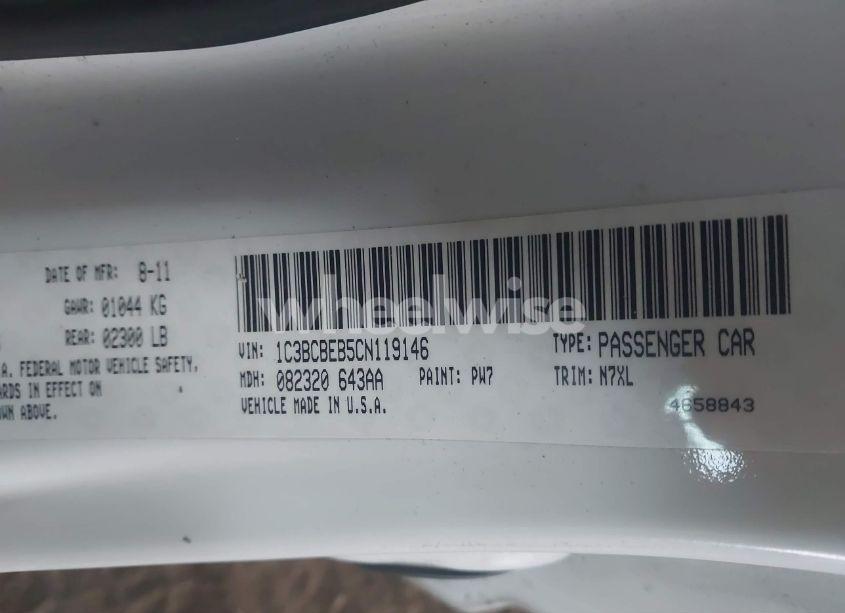 DATE OF MFR: 8-11
GAWR: 01044 KG
REAR: 02300 LB
A. FEDERAL MOTOR VEHICLE SAFETY,
ARDS IN EFFECT ON
WN ABOVE.
wheelwise
VIN: 1C3BCBEB5CN119146
TYPE: PASSENGER CAR
MDH: 082320 643AA
PAINT: PW7
TRIM: N7XL
VEHICLE MADE IN U.S.A.
4658843